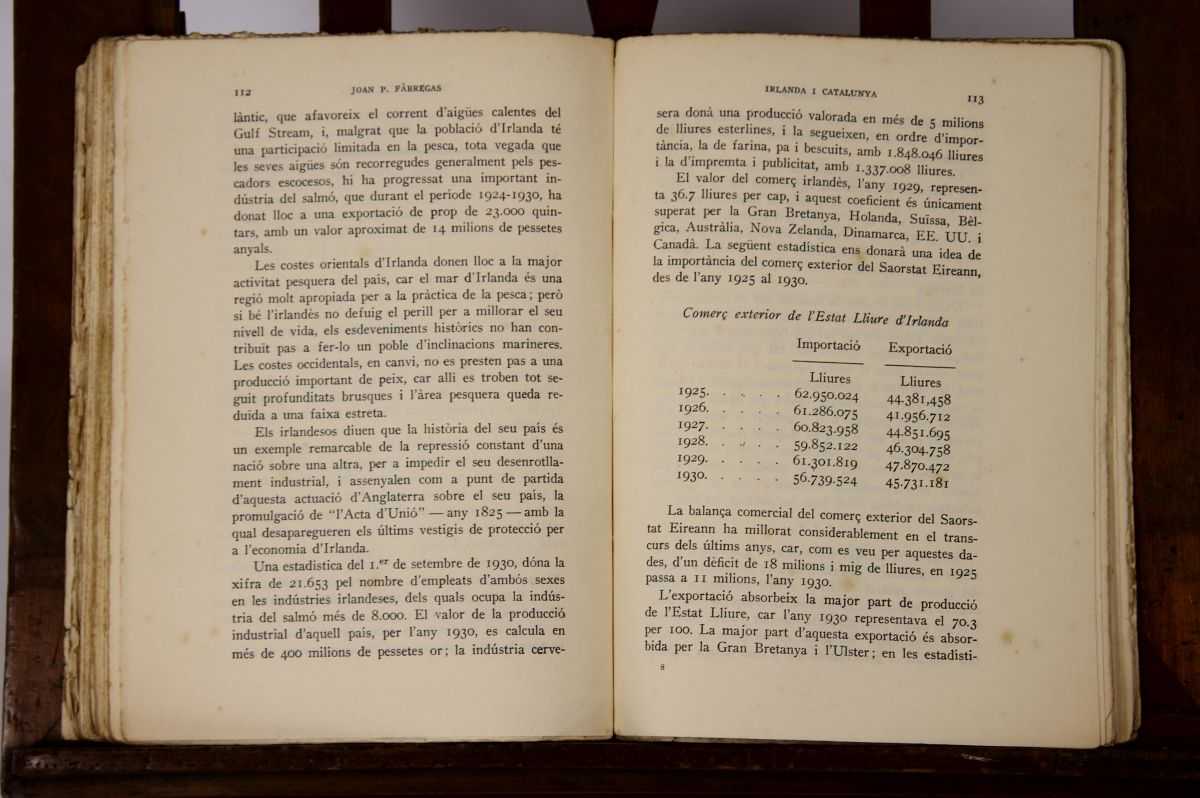 112
JOAN P. FÀBREGAS
làntic, que afavoreix el corrent d'aigües calentes del
Gulf Stream, i, malgrat que la població d'Irlanda té
una participació limitada en la pesca, tota vegada que
les seves aigües són recorregudes generalment pels pes-
cadors escocesos, hi ha progressat una important in-
dústria del salmó, que durant el període 1924-1930, ha
donat lloc a una exportació de prop de 23.000 quin-
tars, amb un valor aproximat de 14 milions de pessetes
anyals.
Les costes orientals d'Irlanda donen lloc a la major
activitat pesquera del país, car el mar d'Irlanda és una
regió molt apropiada per a la pràctica de la pesca; però
si bé l'irlandès no defuig el perill per a millorar el seu
nivell de vida, els esdeveniments històrics no han con-
tribuït pas a fer-lo un poble d'inclinacions marineres.
Les costes occidentals, en canvi, no es presten pas a una
producció important de peix, car allí es troben tot se-
guit profunditats brusques i l'àrea pesquera queda re-
duïda a una faixa estreta.
Els irlandesos diuen que la història del seu país és
un exemple remarcable de la repressió constant d'una
nació sobre una altra, per a impedir el seu desenrotlla-
ment industrial, i assenyalen com a punt de partida
d'aquesta actuació d'Anglaterra sobre el seu país, la
promulgació de "l'Acta d'Unió" — any 1825 — amb la
qual desaparegueren els últims vestigis de protecció per
a l'economia d'Irlanda.
Una estadística del 1.er de setembre de 1930, dóna la
xifra de 21.653 pel nombre d'empleats d'ambós sexes
en les indústries irlandeses, dels quals ocupa la indús-
tria del salmó més de 8.000. El valor de la producció
industrial d'aquell país, per l'any 1930, es calcula en
més de 400 milions de pessetes or; la indústria cerve-
IRLANDA I CATALUNYA
113
sera donà una producció valorada en més de 5 milions
de lliures esterlines, i la segueixen, en ordre d'impor-
tància, la de farina, pa i bescuits, amb 1.848.046 lliures
i la d'impremta i publicitat, amb 1.337.008 lliures.
El valor del comerç irlandès, l'any 1929, represen-
ta 36.7 lliures per cap, i aquest coeficient és únicament
superat per la Gran Bretanya, Holanda, Suïssa, Bèl-
gica, Austràlia, Nova Zelanda, Dinamarca, EE. UU. i
Canadà. La següent estadística ens donarà una idea de
la importància del comerç exterior del Saorstat Eireann,
des de l'any 1925 al 1930.
Comerç exterior de l'Estat Lliure d'Irlanda
Importació Exportació
Lliures Lliures
1925. . . . . 62.950.024 44.381,458
1926. . . . . 61.286.075 41.956.712
1927. . . . . 60.823.958 44.851.695
1928. . . . . 59.852.122 46.304.758
1929. . . . . 61.301.819 47.870.472
1930. . . . . 56.739.524 45.731.181
La balança comercial del comerç exterior del Saors-
tat Eireann ha millorat considerablement en el trans-
curs dels últims anys, car, com es veu per aquestes da-
des, d'un dèficit de 18 milions i mig de lliures, en 1925
passa a 11 milions, l'any 1930.
L'exportació absorbeix la major part de producció
de l'Estat Lliure, car l'any 1930 representava el 70.3
per 100. La major part d'aquesta exportació és absor-
bida per la Gran Bretanya i l'Ulster; en les estadísti-
8